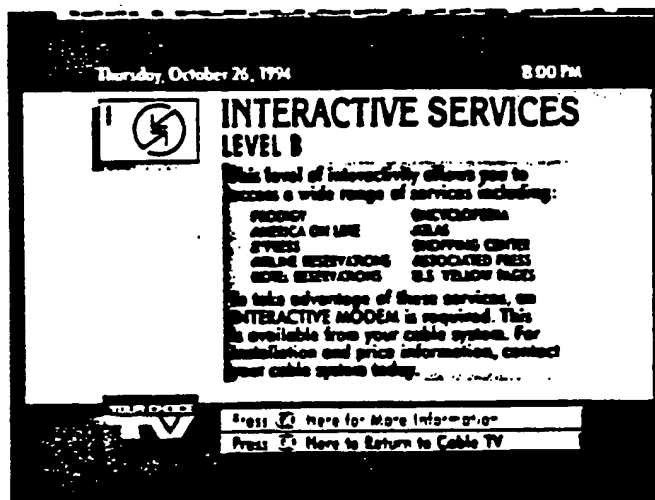 Thursday, October 26, 1994 8:00 PM
INTERACTIVE SERVICES
LEVEL B
This level of interactivity allows you to
access a wide range of services including:
PRODIGY ENCYCLOPEDIA
AMERICA ON LINE ATLAS
X*PRESS SHOPPING CENTER
AIRLINE RESERVATIONS ASSOCIATED PRESS
HOTEL RESERVATIONS U.S YELLOW PAGES
To take advantage of these services, an
INTERACTIVE MODEM is required. This
is available from your cable system. For
installation and price information, contact
your cable system today.
YOUR CHOICE
TV
Press Here for More Information
Press Here to Return to Cable TV